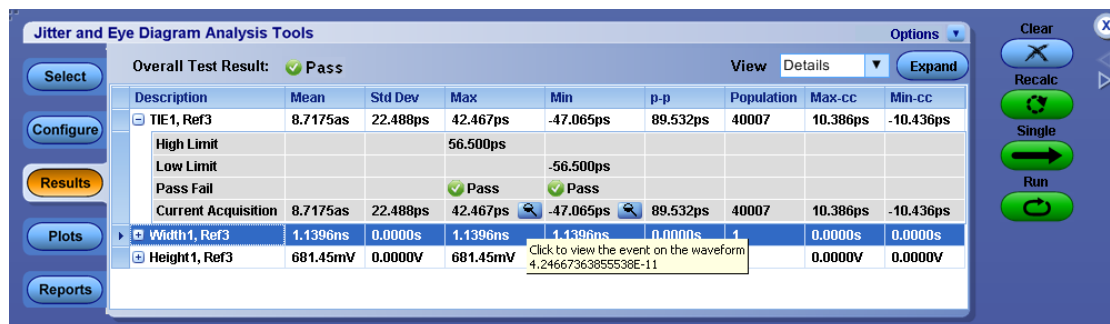 Jitter and Eye Diagram Analysis Tools Options Clear X
Select Overall Test Result: Pass View Details Expand
Recalc
Description Mean Std Dev Max Min p-p Population Max-cc Min-cc
TIE1, Ref3 8.7175as 22.488ps 42.467ps -47.065ps 89.532ps 40007 10.386ps -10.436ps
Configure Single
High Limit 56.500ps
Low Limit -56.500ps
Results Pass Fail Pass Pass Run
Current Acquisition 8.7175as 22.488ps 42.467ps -47.065ps 89.532ps 40007 10.386ps -10.436ps
Plots Width1, Ref3 1.1396ns 0.0000s 1.1396ns 1.1396ns 0.0000s 1 0.0000s 0.0000s
Click to view the event on the waveform
4.24667363855538E-11
Height1, Ref3 681.45mV 0.0000V 681.45mV 0.0000V 0.0000V
Reports